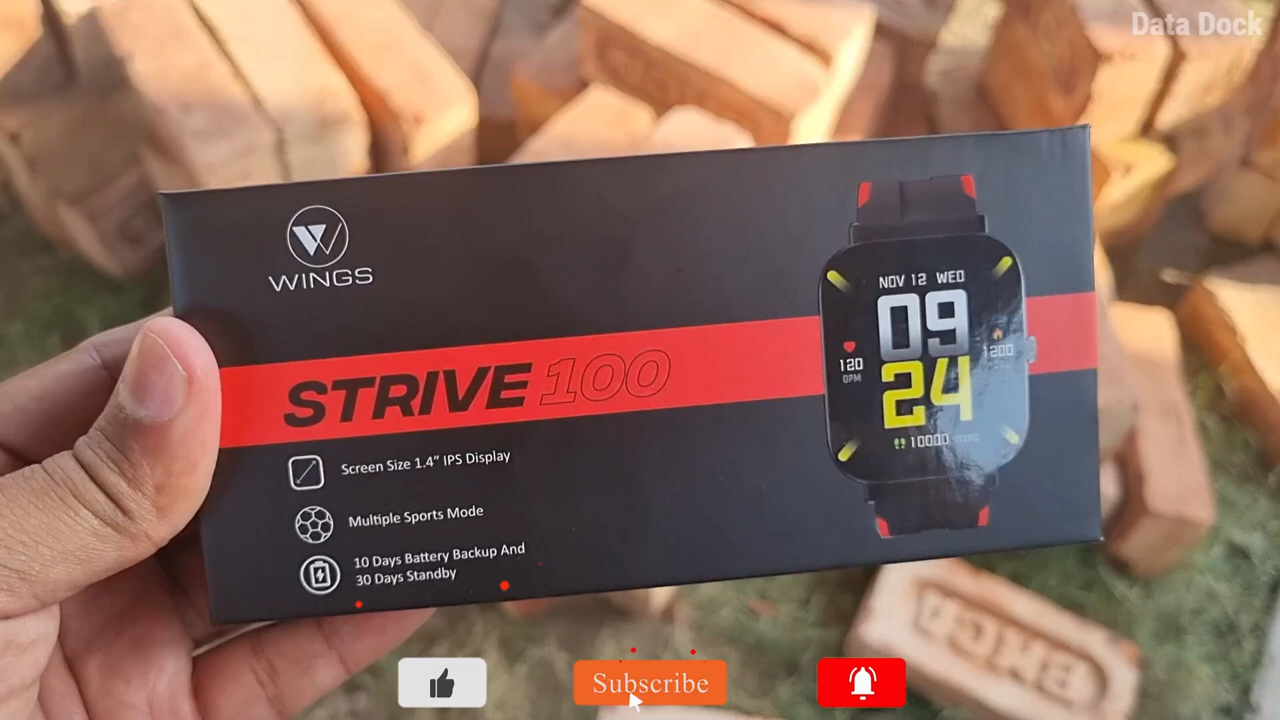 Data Dock
WINGS
STRIVE 100
Screen Size 1.4" IPS Display
Multiple Sports Mode
10 Days Battery Backup And
30 Days Standby
NOV 12 WED
09
24
120
1200
10000
Subscribe